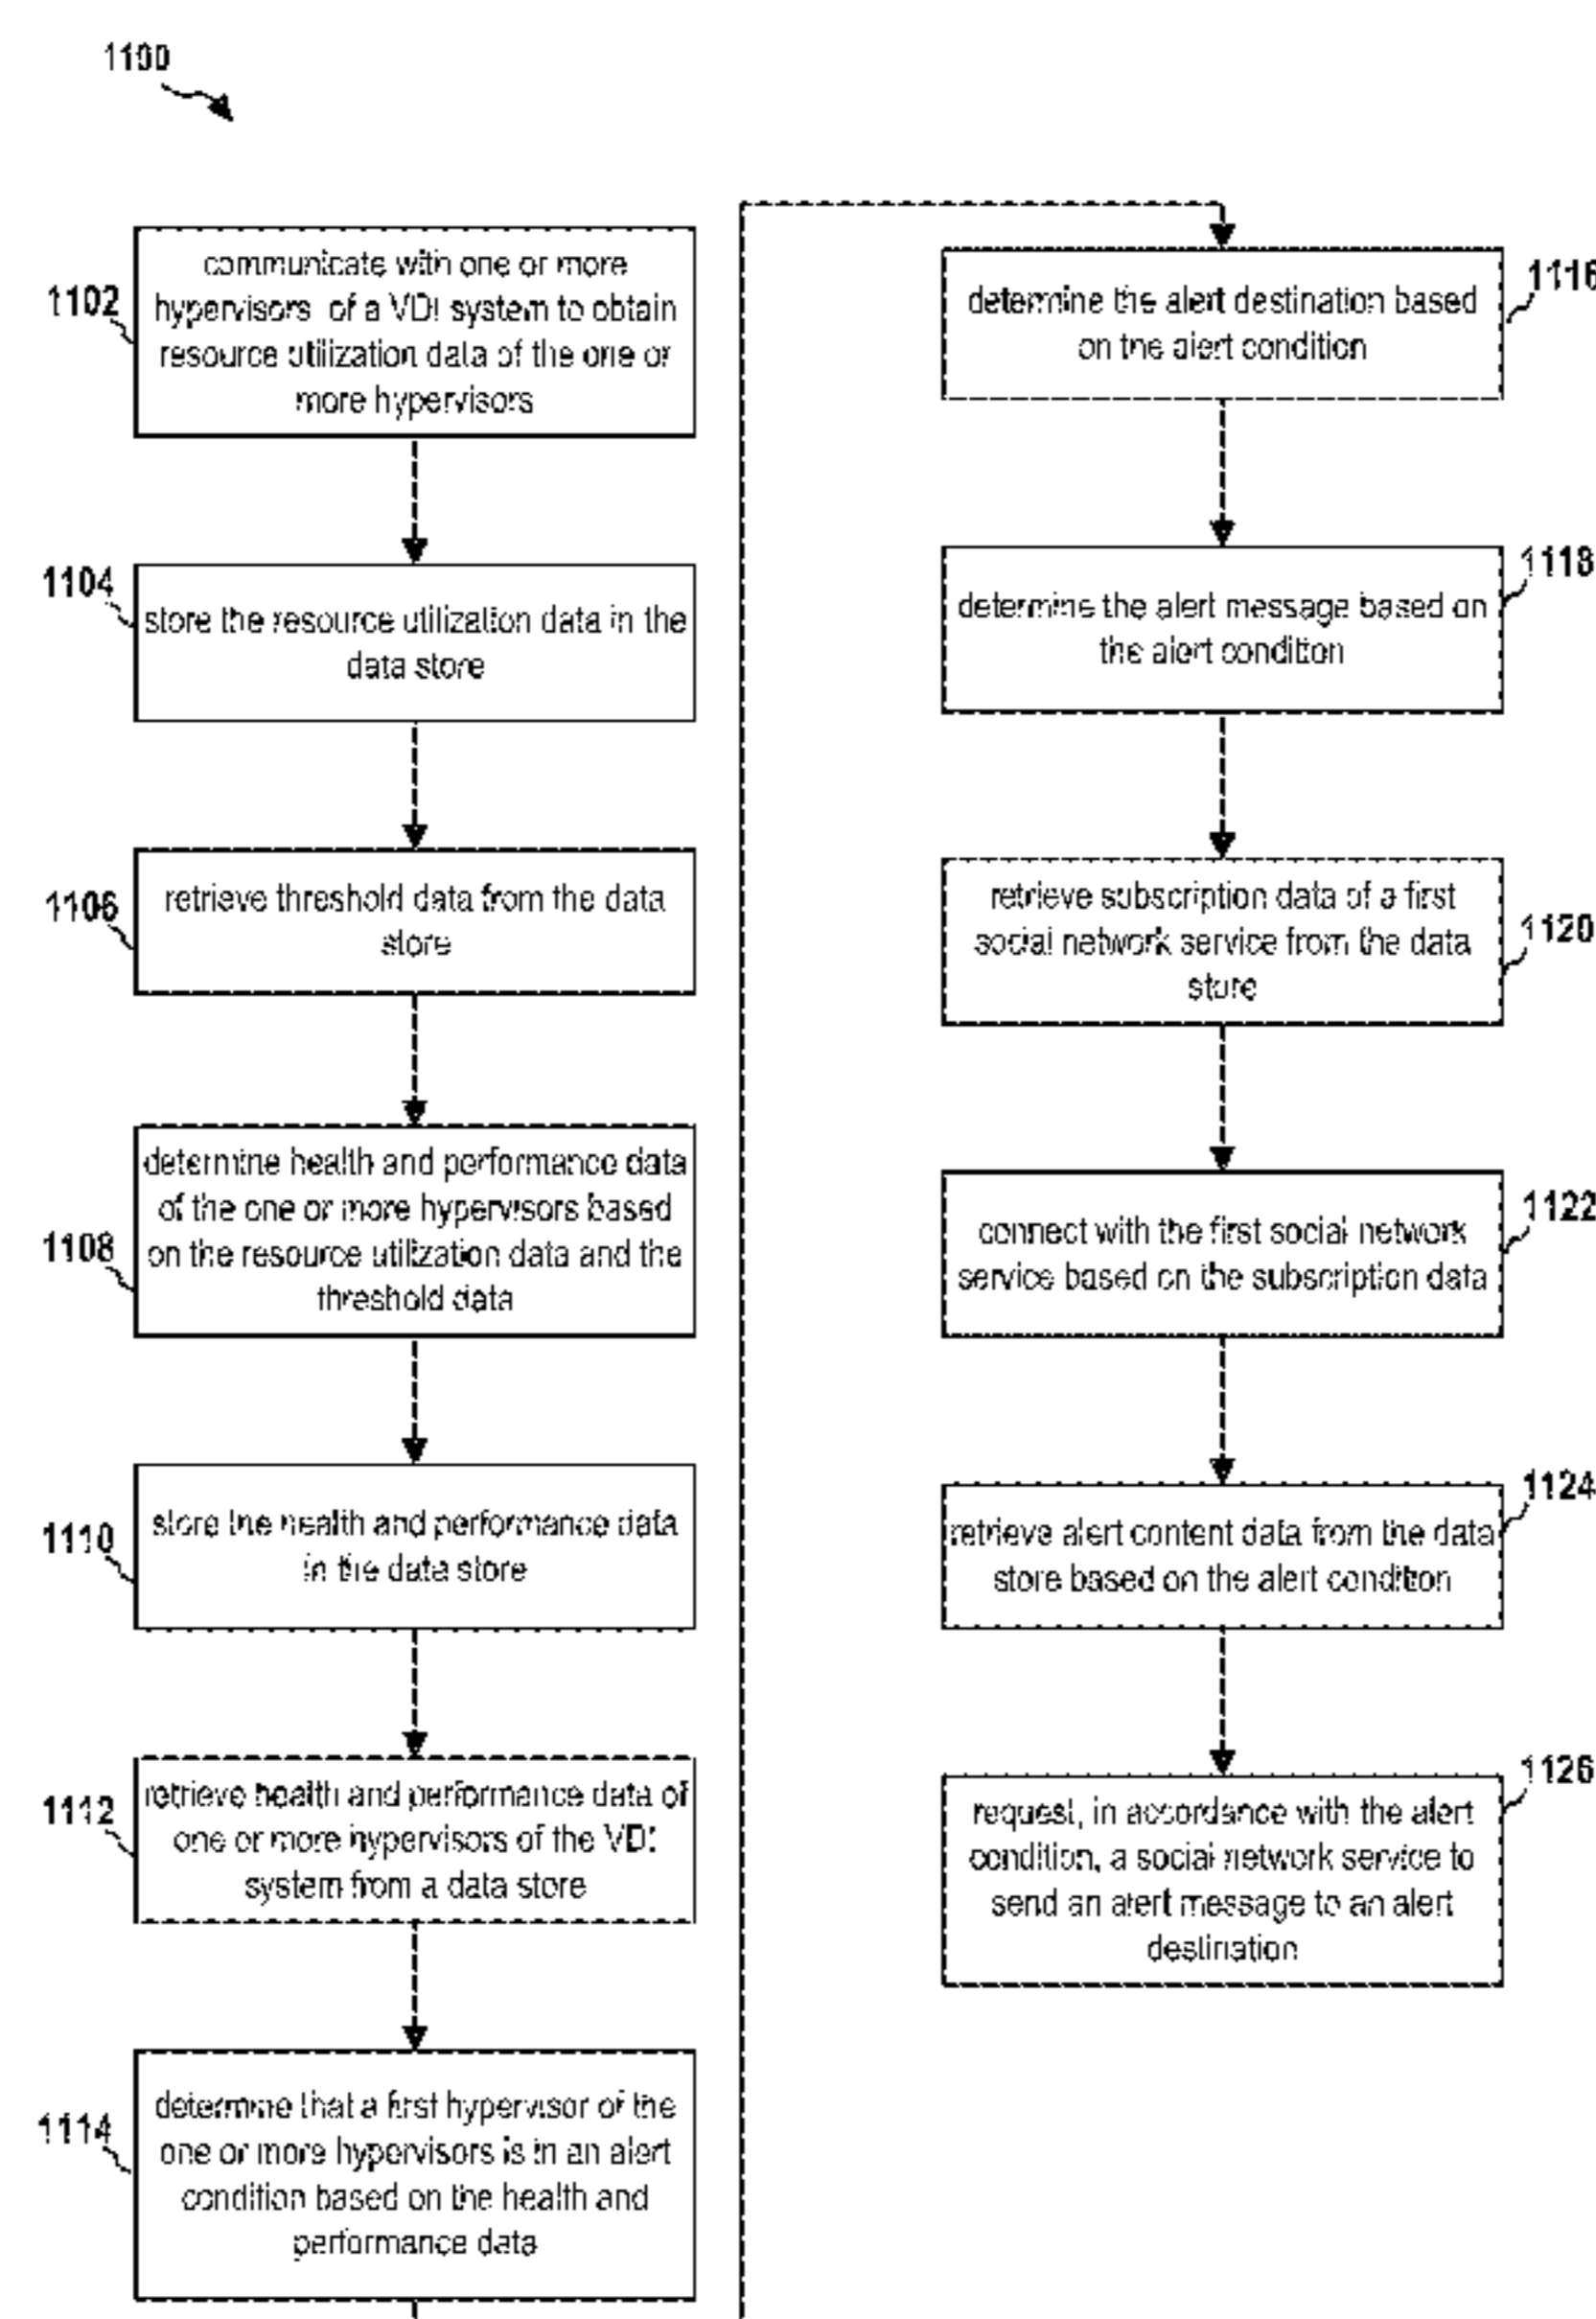 1100
1102
communicate with one or more
hypervisors of a VDI system to obtain
resource utilization data of the one or
more hypervisors
1104
store the resource utilization data in the
data store
1106
retrieve threshold data from the data
store
1108
determine health and performance data
of the one or more hypervisors based
on the resource utilization data and the
threshold data
1110
store the health and performance data
in the data store
1112
retrieve health and performance data of
one or more hypervisors of the VDI
system from a data store
1114
determine that a first hypervisor of the
one or more hypervisors is in an alert
condition based on the health and
performance data
1116
determine the alert destination based
on the alert condition
1118
determine the alert message based on
the alert condition
1120
retrieve subscription data of a first
social network service from the data
store
1122
connect with the first social network
service based on the subscription data
1124
retrieve alert content data from the data
store based on the alert condition
1126
request, in accordance with the alert
condition, a social network service to
send an alert message to an alert
destination